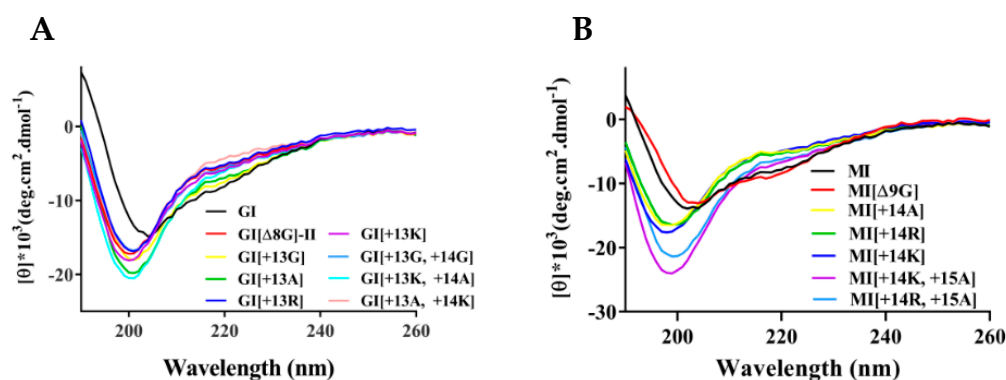 A
[θ]*10³(deg.cm².dmol⁻¹)
0
-10
-20
GI
GI[Δ8G]-II
GI[+13G]
GI[+13A]
GI[+13R]
GI[+13K]
GI[+13G, +14G]
GI[+13K, +14A]
GI[+13A, +14K]
200
220
240
260
Wavelength (nm)
B
[θ]*10³(deg.cm².dmol⁻¹)
0
-10
-20
-30
MI
MI[Δ9G]
MI[+14A]
MI[+14R]
MI[+14K]
MI[+14K, +15A]
MI[+14R, +15A]
200
220
240
260
Wavelength (nm)